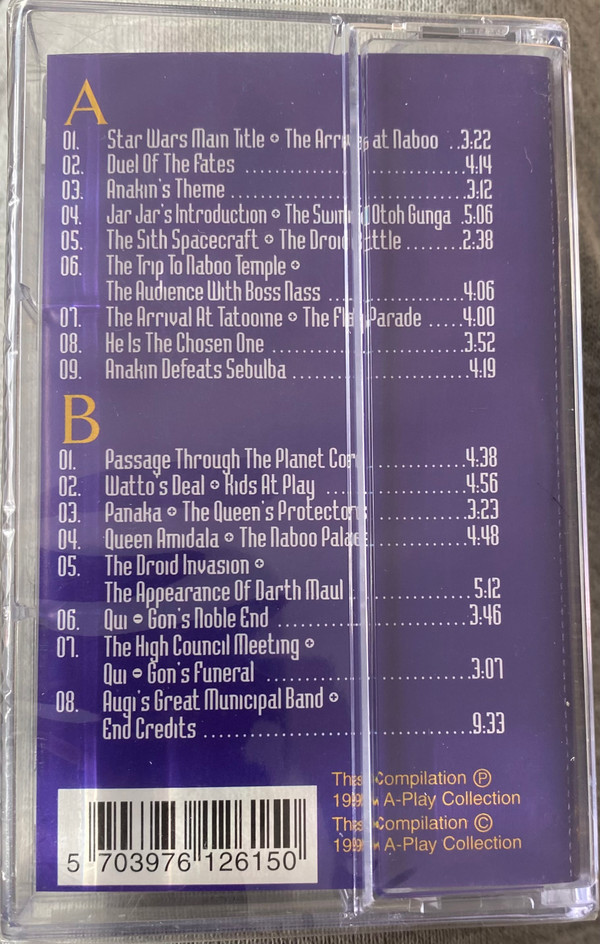 A
01. Star Wars Main Title • The Arrival at Naboo ..3:22
02. Duel Of The Fates ........................ 4:14
03. Anakin's Theme .......................... 3:12
04. Jar Jar's Introduction • The Swim To Otoh Gunga .5:06
05. The Sith Spacecraft • The Droid Battle .......2:38
06. The Trip To Naboo Temple •
The Audience With Boss Nass ................ 4:06
07. The Arrival At Tatooine • The Flag Parade .....4:00
08. He Is The Chosen One ......................3:52
09. Anakin Defeats Sebulba .................... 4:19
B
01. Passage Through The Planet Core .............4:38
02. Watto's Deal • Kids At Play ................4:56
03. Panaka • The Queen's Protectors ............ 3:23
04. Queen Amidala • The Naboo Palace ............4:48
05. The Droid Invasion •
The Appearance Of Darth Maul .............. 5:12
06. Qui - Gon's Noble End .................... 3:46
07. The High Council Meeting •
Qui - Gon's Funeral ....................... 3:07
08. Augi's Great Municipal Band •
End Credits ..............................9:33
This Compilation ℗
A-Play Collection
This Compilation ©
A-Play Collection
5 703976 126150